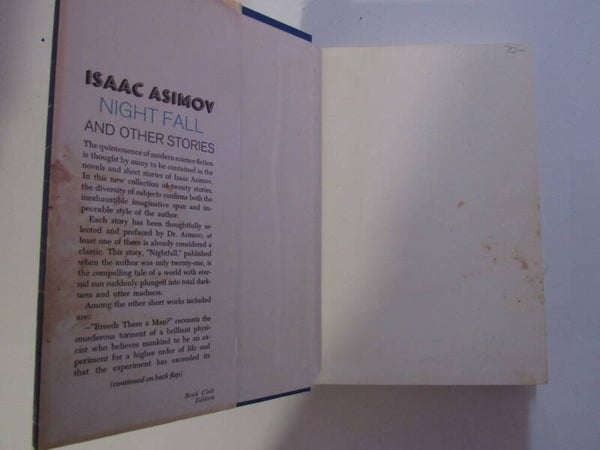 ISAAC ASIMOV
NIGHT FALL
AND OTHER STORIES
The quintessence of modern science fiction
is thought by many to be contained in the
novels and short stories of Isaac Asimov.
In this new collection of twenty stories,
the diversity of subjects confirms both the
inexhaustible imaginative span and im-
peccable style of the author.
Each story has been thoughtfully se-
lected and prefaced by Dr. Asimov; at
least one of them is already considered a
classic. This story, "Nightfall," published
when the author was only twenty-one, is
the compelling tale of a world with eter-
nal sun suddenly plunged into total dark-
ness and utter madness.
Among the other short works included
are:
—"Breeds There a Man?" recounts the
murderous torment of a brilliant physi-
cist who believes mankind to be an ex-
periment for a higher order of life and
that the experiment has exceeded its
(continued on back flap)
Book Club
Edition